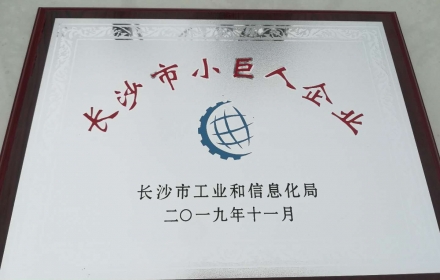 长沙市小巨人企业
长沙市工业和信息化局
二〇一九年十一月